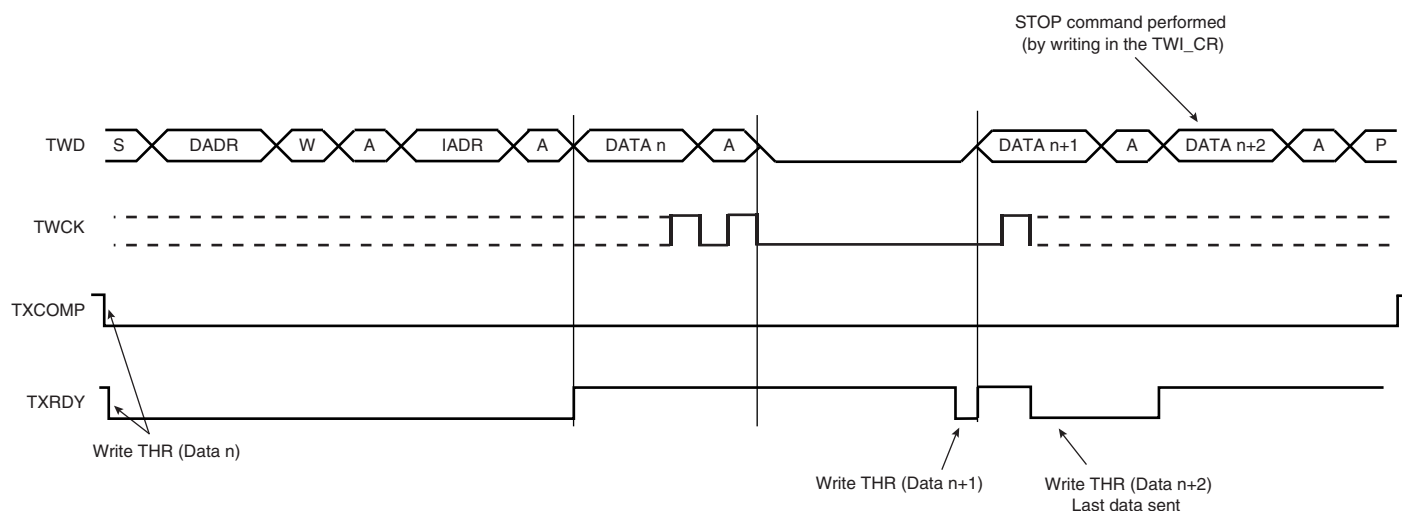 STOP command performed
(by writing in the TWI_CR)
TWD S DADR W A IADR A DATA n A DATA n+1 A DATA n+2 A P
TWCK
TXCOMP
TXRDY
Write THR (Data n)
Write THR (Data n+1)
Write THR (Data n+2)
Last data sent